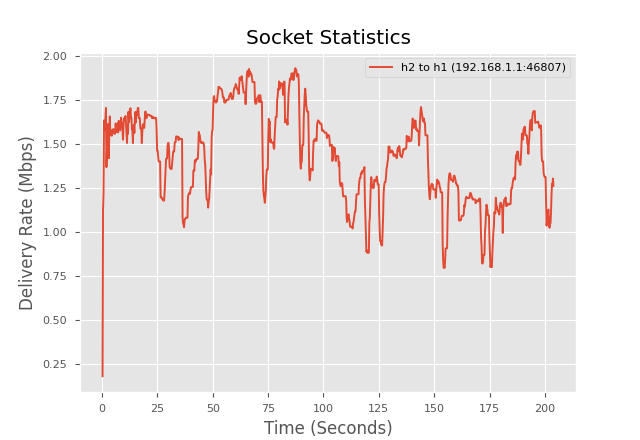 Socket Statistics
h2 to h1 (192.168.1.1:46807)
Delivery Rate (Mbps)
2.00
1.75
1.50
1.25
1.00
0.75
0.50
0.25
0 25 50 75 100 125 150 175 200
Time (Seconds)